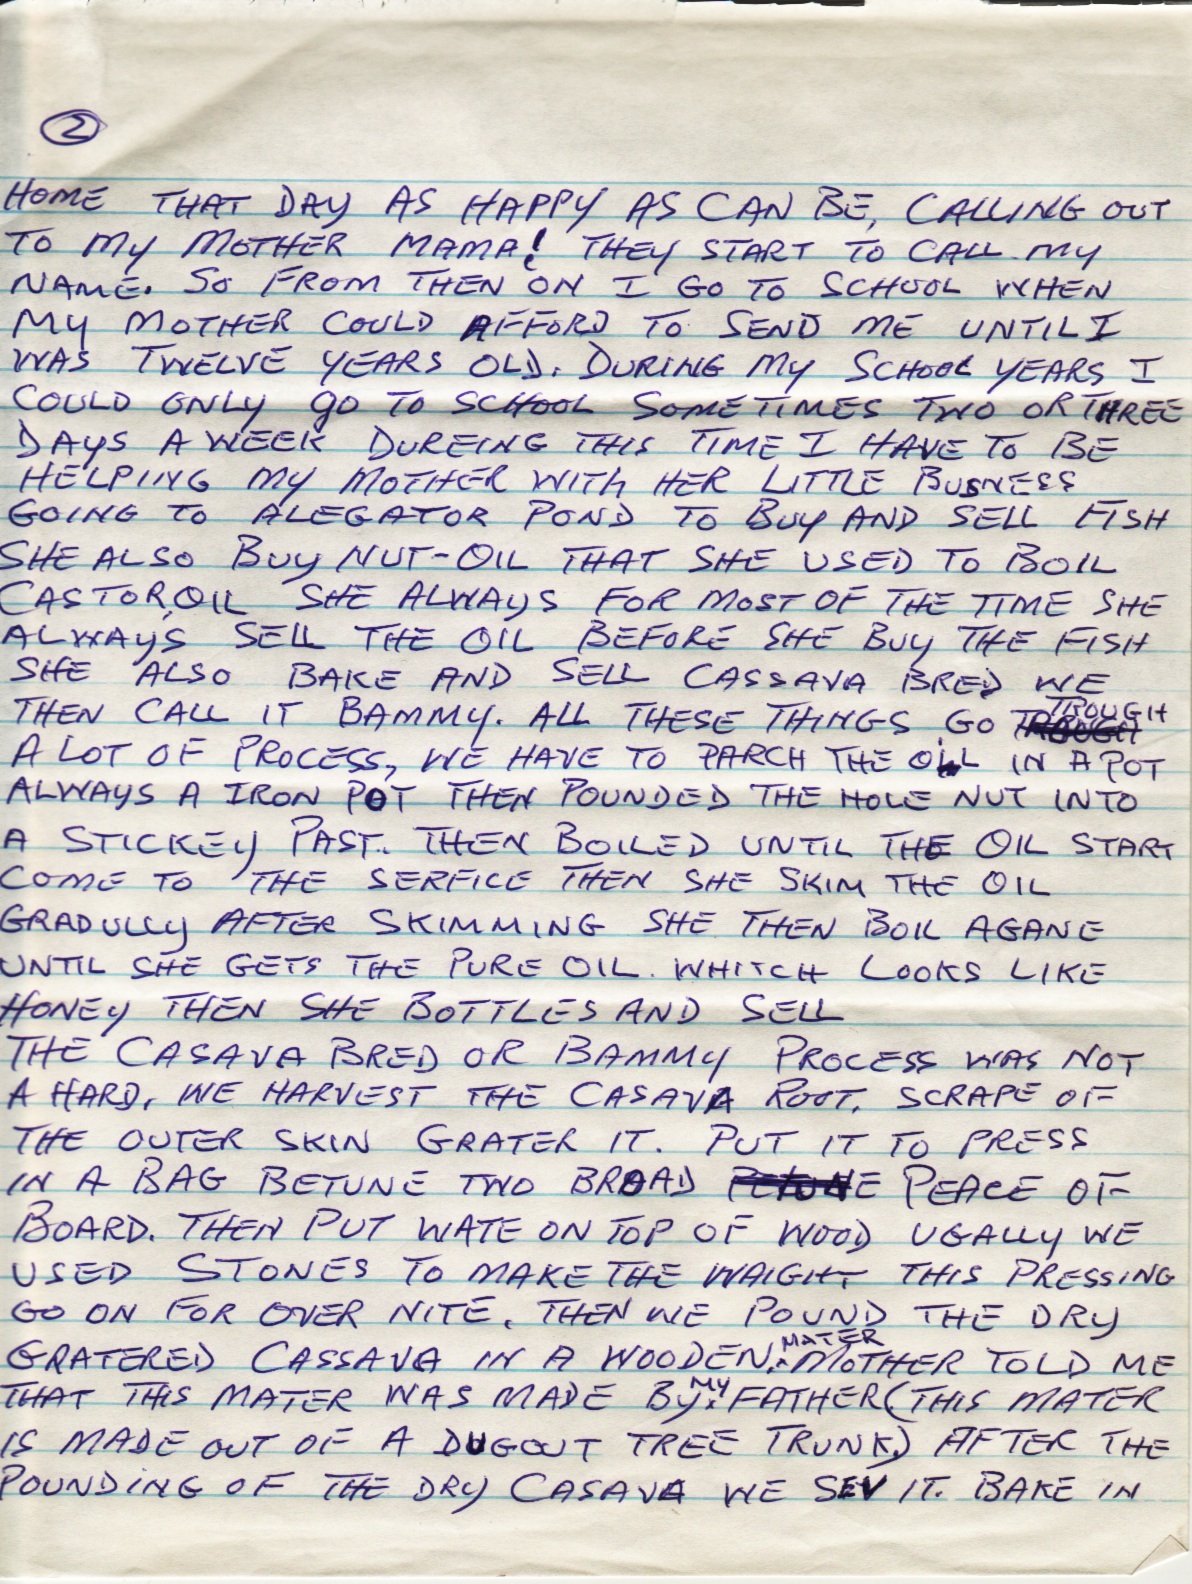 2
HOME THAT DAY AS HAPPY AS CAN BE, CALLING OUT
TO MY MOTHER MAMA! THEY START TO CALL MY
NAME. SO FROM THEN ON I GO TO SCHOOL WHEN
MY MOTHER COULD AFFORD TO SEND ME UNTIL I
WAS TWELVE YEARS OLD. DURING MY SCHOOL YEARS I
COULD ONLY GO TO SCHOOL SOMETIMES TWO OR THREE
DAYS A WEEK DUREING THIS TIME I HAVE TO BE
HELPING MY MOTHER WITH HER LITTLE BUSNESS
GOING TO ALEGATOR POND TO BUY AND SELL FISH
SHE ALSO BUY NUT-OIL THAT SHE USED TO BOIL
CASTOR,OIL SHE ALWAYS FOR MOST OF THE TIME SHE
ALWAYS SELL THE OIL BEFORE SHE BUY THE FISH
SHE ALSO BAKE AND SELL CASSAVA BRED WE
THEN CALL IT BAMMY. ALL THESE THINGS GO TROUGH
A LOT OF PROCESS, WE HAVE TO PARCH THE OIL IN A POT
ALWAYS A IRON POT THEN POUNDED THE HOLE NUT INTO
A STICKEY PAST. THEN BOILED UNTIL THE OIL START
COME TO THE SERFICE THEN SHE SKIM THE OIL
GRADULLY AFTER SKIMMING SHE THEN BOIL AGANE
UNTIL SHE GETS THE PURE OIL. WHITCH LOOKS LIKE
HONEY THEN SHE BOTTLES AND SELL
THE CASAVA BRED OR BAMMY PROCESS WAS NOT
A HARD, WE HARVEST THE CASAVA ROOT. SCRAPE OF
THE OUTER SKIN GRATER IT. PUT IT TO PRESS
IN A BAG BETUNE TWO BROAD PEACE OF
BOARD. THEN PUT WATE ON TOP OF WOOD UGALLY WE
USED STONES TO MAKE THE WAIGHT THIS PRESSING
GO ON FOR OVER NITE. THEN WE POUND THE DRY
GRATERED CASSAVA IN A WOODEN MATER MOTHER TOLD ME
THAT THIS MATER WAS MADE BY MY FATHER (THIS MATER
IS MADE OUT OF A DUGOUT TREE TRUNK) AFTER THE
POUNDING OF THE DRY CASAVA WE SEV IT. BAKE IN